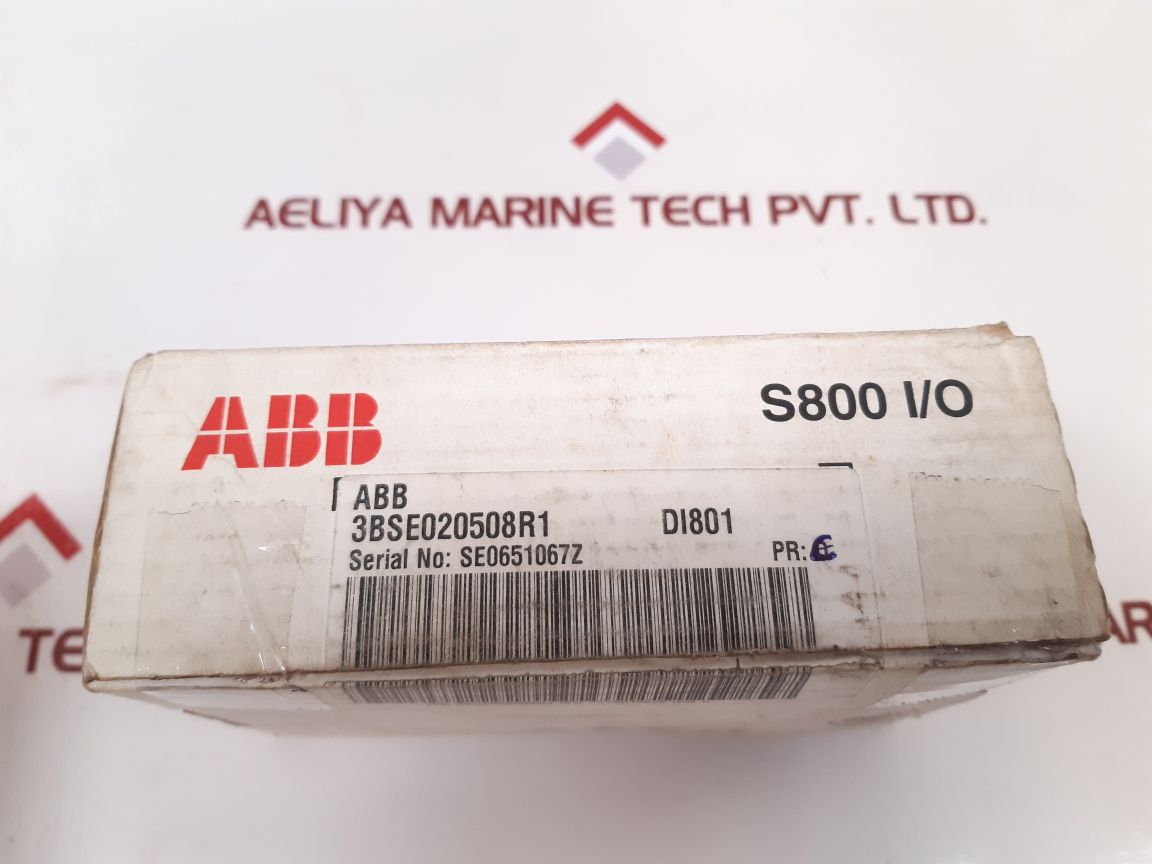 AELIYA MARINE TECH PVT. LTD.
ABB
S800 I/O
ABB
3BSE020508R1 DI801
Serial No: SE0651067Z PR:
TE
AR